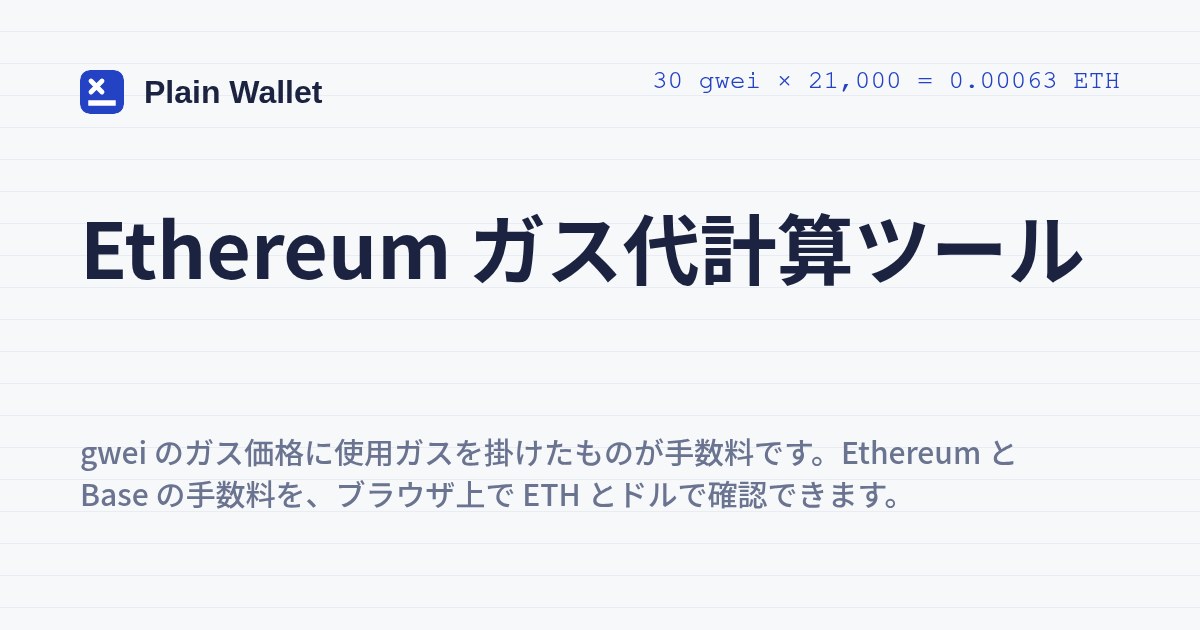 Plain Wallet
30 gwei × 21,000 = 0.00063 ETH
Ethereum ガス代計算ツール
gwei のガス価格に使用ガスを掛けたものが手数料です。Ethereum と
Base の手数料を、ブラウザ上で ETH とドルで確認できます。